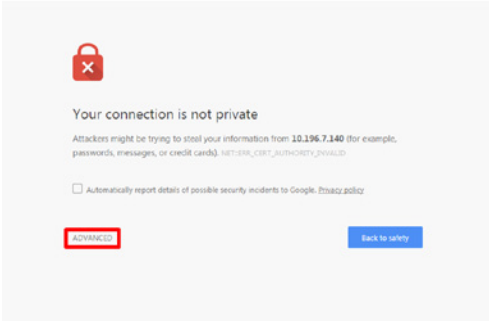 Your connection is not private
Attackers might be trying to steal your information from 10.196.7.140 (for example,
passwords, messages, or credit cards). NET::ERR_CERT_AUTHORITY_INVALID
Automatically report details of possible security incidents to Google. Privacy policy
ADVANCED
Back to safety